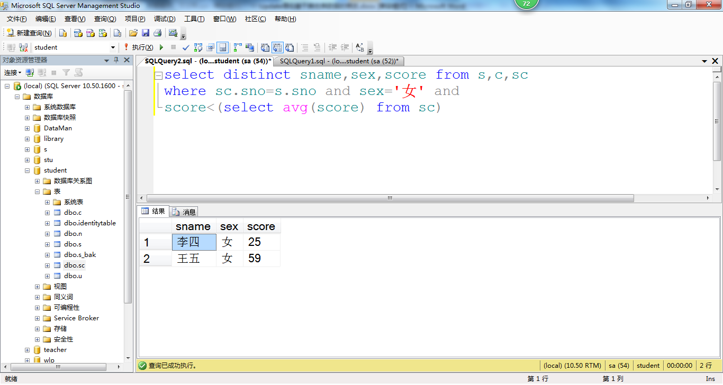 Microsoft SQL Server Management Studio
72
文件(F) 编辑(E) 查看(V) 查询(Q) 项目(P) 调试(D) 工具(T) 窗口(W) 社区(C) 帮助(H)
新建查询(N)
student 执行(X)
对象资源管理器
连接
(local) (SQL Server 10.50.1600
数据库
系统数据库
数据库快照
DataMan
library
s
stu
student
数据库关系图
表
系统表
dbo.c
dbo.identitytable
dbo.n
dbo.s
dbo.s_bak
dbo.sc
dbo.u
视图
同义词
可编程性
Service Broker
存储
安全性
teacher
wlp
SQLQuery2.sql - (lo....student (sa (54))* SQLQuery1.sql - (lo....student (sa (52))*
select distinct sname,sex,score from s,c,sc
where sc.sno=s.sno and sex='女' and
score<(select avg(score) from sc)
结果 消息
sname sex score
1 李四 女 25
2 王五 女 59
查询已成功执行。 (local) (10.50 RTM) sa (54) student 00:00:00 2 行
就绪 第 1 行 第 1 列 Ins